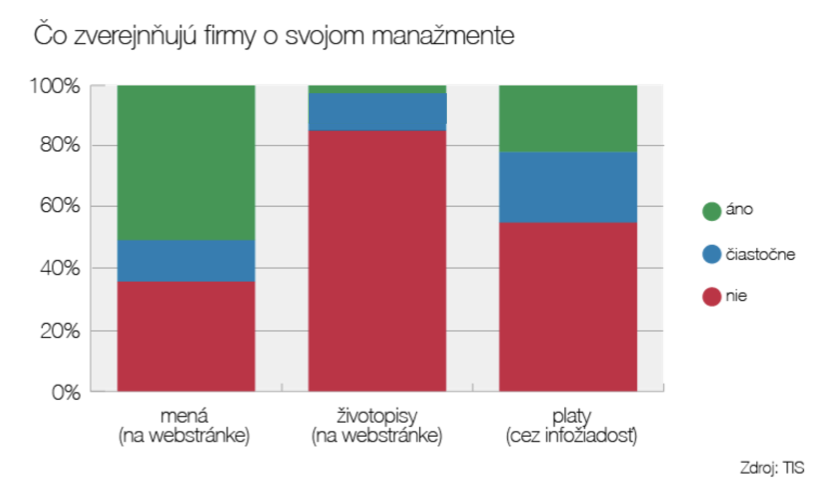 Čo zverejnňujú firmy o svojom manažmente
100%
80%
60%
40%
20%
0%
áno
čiastočne
nie
mená
(na webstránke)
životopisy
(na webstránke)
platy
(cez infožiadosť)
Zdroj: TIS